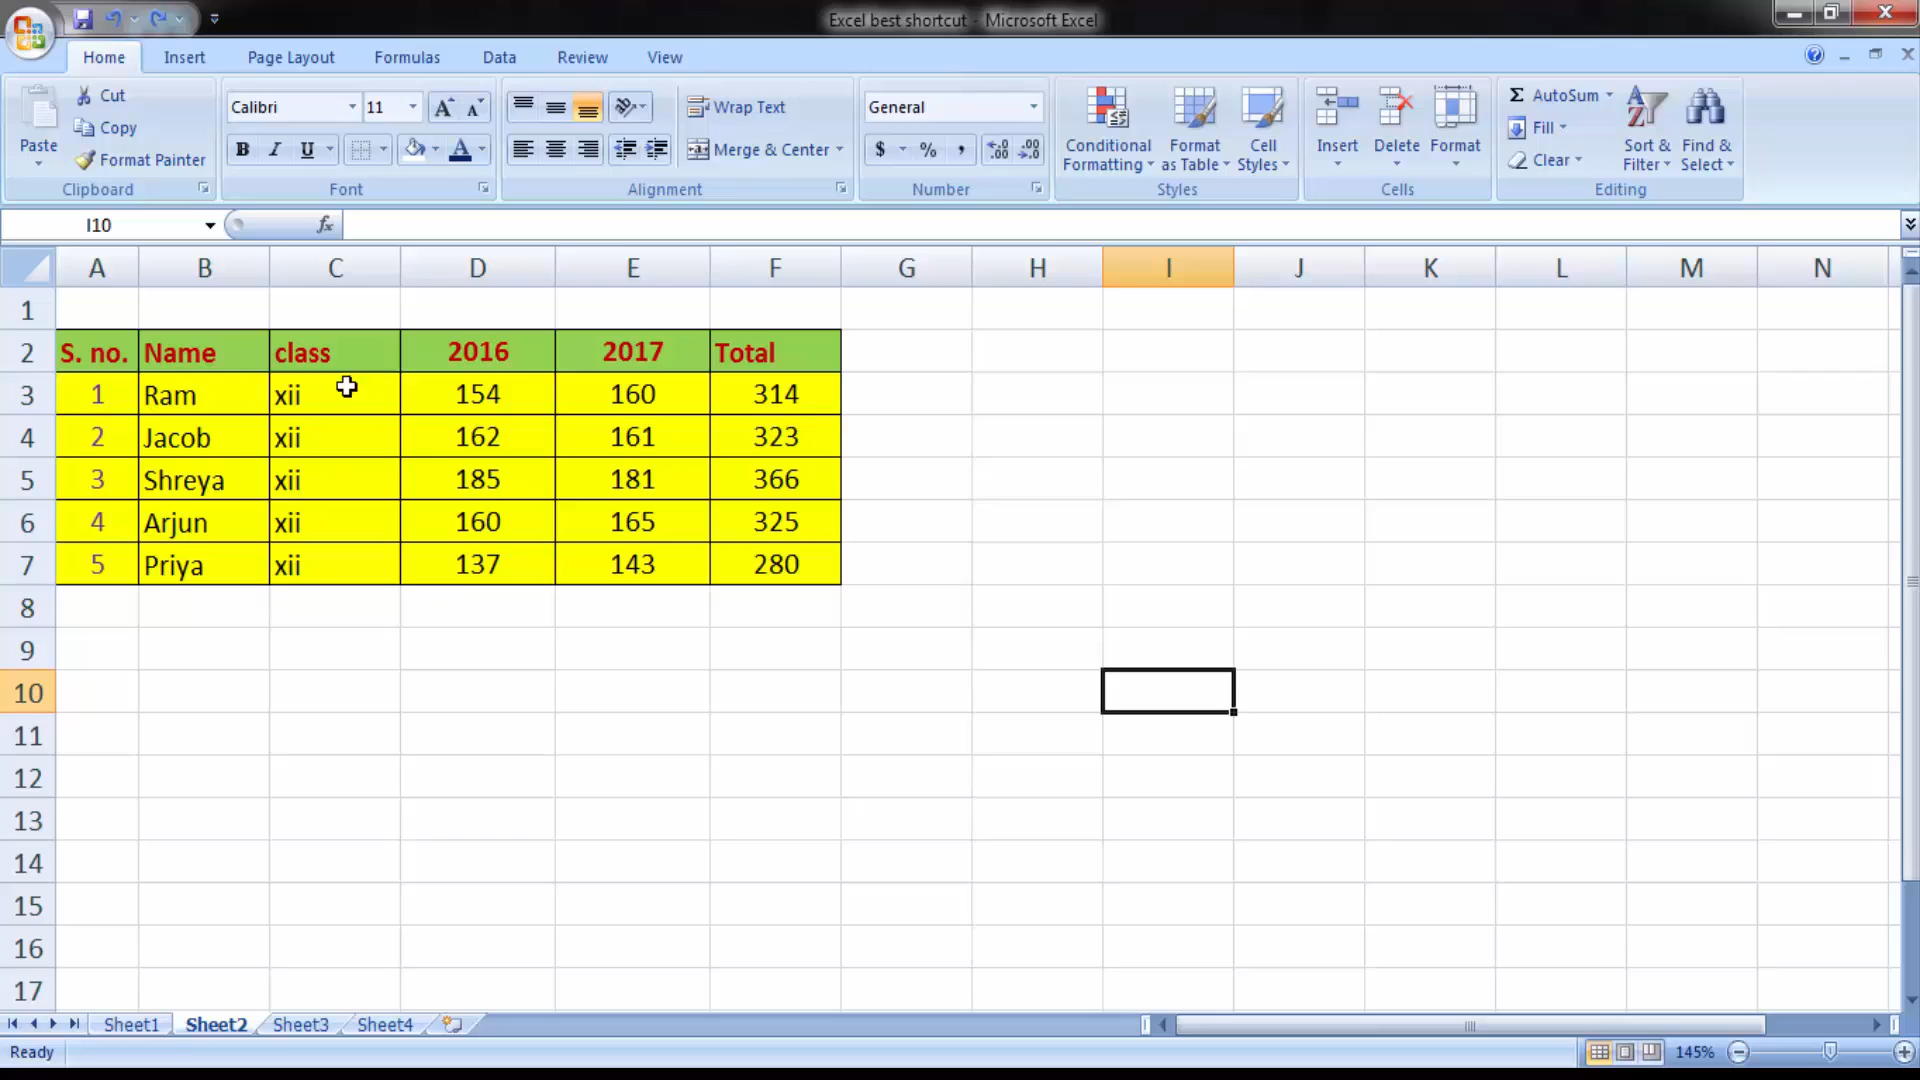 Excel best shortcut - Microsoft Excel
Home Insert Page Layout Formulas Data Review View
Paste
Cut
Copy
Format Painter
Clipboard
Calibri 11
B I U
Font
Wrap Text
Merge & Center
Alignment
General
$ % ,
Number
Conditional Formatting
Format as Table
Cell Styles
Styles
Insert
Delete
Format
Cells
Σ AutoSum
Fill
Clear
Sort & Filter
Find & Select
Editing
I10 fx
A B C D E F G H I J K L M N
1
2 S. no. Name class 2016 2017 Total
3 1 Ram xii 154 160 314
4 2 Jacob xii 162 161 323
5 3 Shreya xii 185 181 366
6 4 Arjun xii 160 165 325
7 5 Priya xii 137 143 280
8
9
10
11
12
13
14
15
16
17
Sheet1 Sheet2 Sheet3 Sheet4
Ready 145%